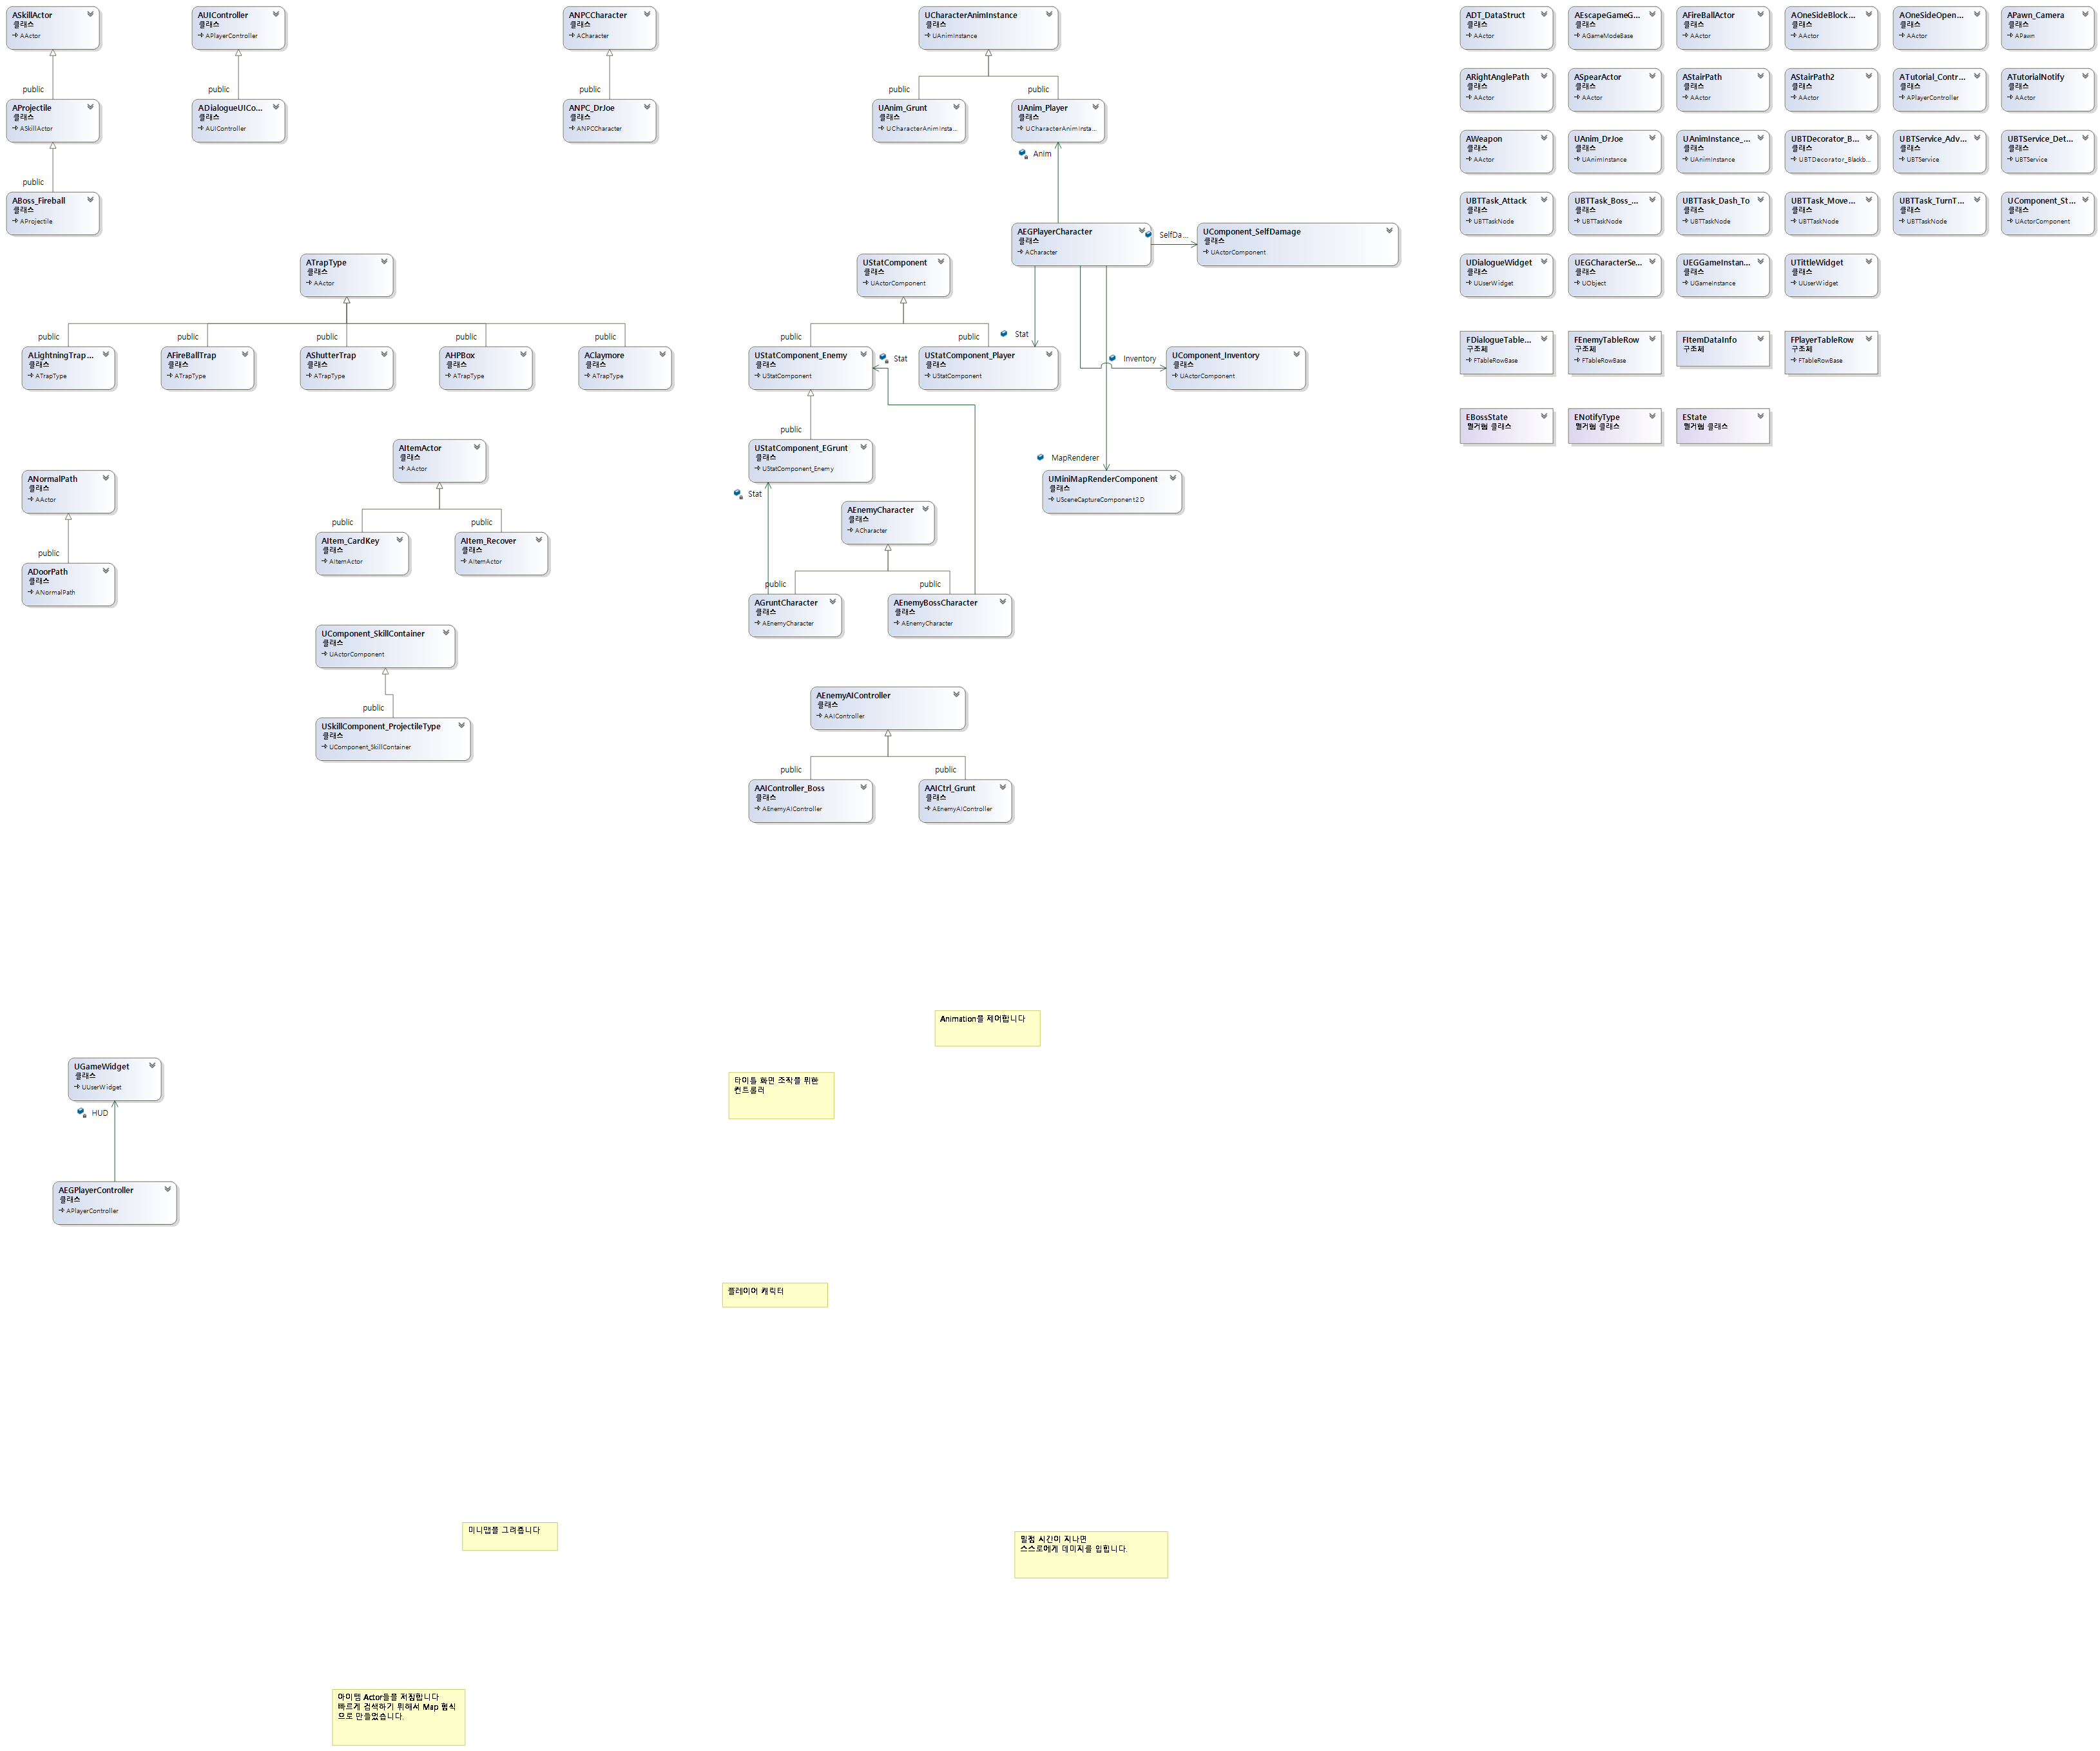 ASkillActor
클래스
AActor
AUIController
클래스
APlayerController
ANPCCharacter
클래스
ACharacter
UCharacterAnimInstance
클래스
UAnimInstance
public
AProjectile
클래스
ASkillActor
public
ADialogueUICo...
클래스
AUIController
public
ANPC_DrJoe
클래스
ANPCCharacter
public
UAnim_Grunt
클래스
UCharacterAnimInsta...
public
UAnim_Player
클래스
UCharacterAnimInsta...
Anim
public
ABoss_Fireball
클래스
AProjectile
AEGPlayerCharacter
클래스
ACharacter
SelfDa...
UComponent_SelfDamage
클래스
UActorComponent
ATrapType
클래스
AActor
UStatComponent
클래스
UActorComponent
public
ALightningTrap...
클래스
ATrapType
public
AFireBallTrap
클래스
ATrapType
public
AShutterTrap
클래스
ATrapType
public
AHPBox
클래스
ATrapType
public
AClaymore
클래스
ATrapType
public
UStatComponent_Enemy
클래스
UStatComponent
Stat
public
UStatComponent_Player
클래스
UStatComponent
Stat
Inventory
UComponent_Inventory
클래스
UActorComponent
public
UStatComponent_EGrunt
클래스
UStatComponent_Enemy
Stat
MapRenderer
UMiniMapRenderComponent
클래스
USceneCaptureComponent2D
AItemActor
클래스
AActor
ANormalPath
클래스
AActor
public
ADoorPath
클래스
ANormalPath
public
AItem_CardKey
클래스
AItemActor
public
AItem_Recover
클래스
AItemActor
AEnemyCharacter
클래스
ACharacter
public
AGruntCharacter
클래스
AEnemyCharacter
public
AEnemyBossCharacter
클래스
AEnemyCharacter
UComponent_SkillContainer
클래스
UActorComponent
public
USkillComponent_ProjectileType
클래스
UComponent_SkillContainer
AEnemyAIController
클래스
AAIController
public
AAIController_Boss
클래스
AEnemyAIController
public
AAICtrl_Grunt
클래스
AEnemyAIController
ADT_DataStruct
클래스
AActor
AEscapeGameG...
클래스
AGameModeBase
AFireBallActor
클래스
AActor
AOneSideBlock...
클래스
AActor
AOneSideOpen...
클래스
AActor
APawn_Camera
클래스
APawn
ARightAnglePath
클래스
AActor
ASpearActor
클래스
AActor
AStairPath
클래스
AActor
AStairPath2
클래스
AActor
ATutorial_Contr...
클래스
APlayerController
ATutorialNotify
클래스
AActor
AWeapon
클래스
AActor
UAnim_DrJoe
클래스
UAnimInstance
UAnimInstance_...
클래스
UAnimInstance
UBTDecorator_B...
클래스
UBTDecorator_Blackb...
UBTService_Adv...
클래스
UBTService
UBTService_Det...
클래스
UBTService
UBTTask_Attack
클래스
UBTTaskNode
UBTTask_Boss_...
클래스
UBTTaskNode
UBTTask_Dash_To
클래스
UBTTaskNode
UBTTask_Move...
클래스
UBTTaskNode
UBTTask_TurnT...
클래스
UBTTaskNode
UComponent_St...
클래스
UActorComponent
UDialogueWidget
클래스
UUserWidget
UEGCharacterSe...
클래스
UObject
UEGGameInstan...
클래스
UGameInstance
UTittleWidget
클래스
UUserWidget
FDialogueTable...
구조체
FTableRowBase
FEnemyTableRow
구조체
FTableRowBase
FItemDataInfo
구조체
FPlayerTableRow
구조체
FTableRowBase
EBossState
열거형 클래스
ENotifyType
열거형 클래스
EState
열거형 클래스
Animation를 제어합니다
타이틀 화면 조작을 위한
컨트롤러
UGameWidget
클래스
UUserWidget
HUD
AEGPlayerController
클래스
APlayerController
플레이어 캐릭터
미니맵을 그려줍니다
일정 시간이 지나면
스스로에게 데미지를 입힙니다.
아이템 Actor들을 저장합니다
빠르게 검색하기 위해서 Map 형식
으로 만들었습니다.